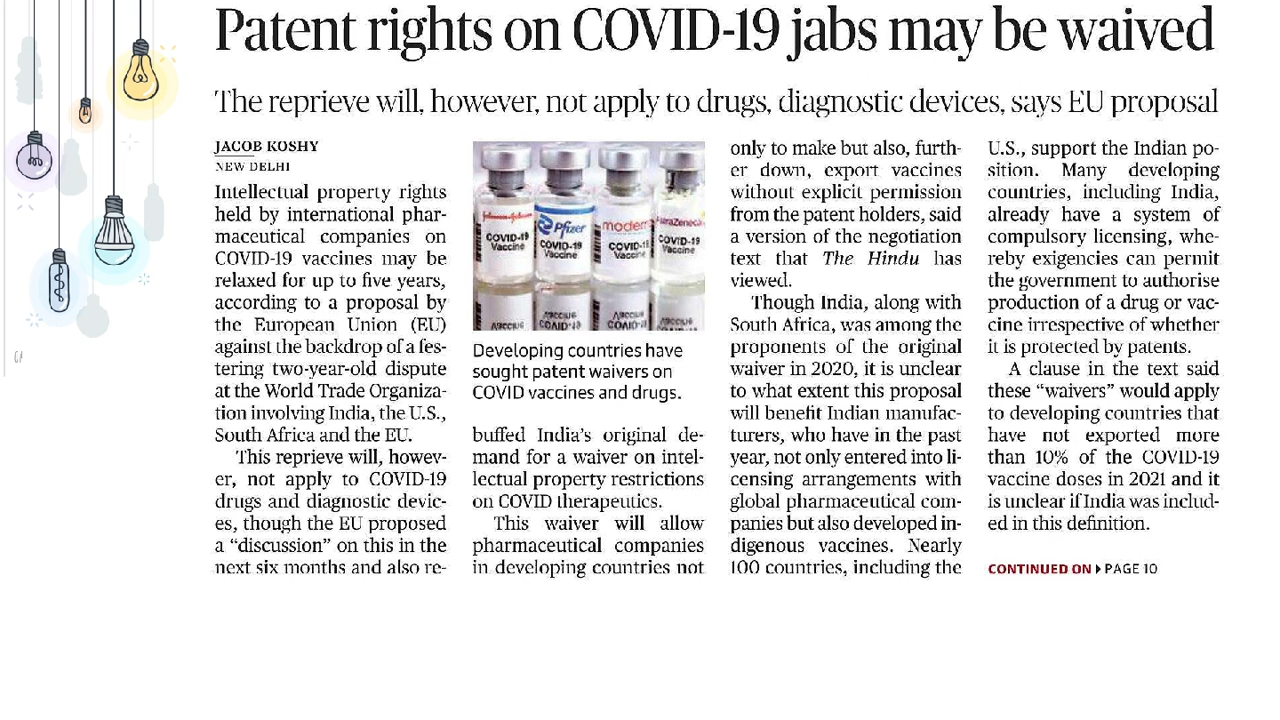 Patent rights on COVID-19 jabs may be waived
The reprieve will, however, not apply to drugs, diagnostic devices, says EU proposal
JACOB KOSHY
NEW DELHI
Intellectual property rights
held by international phar-
maceutical companies on
COVID-19 vaccines may be
relaxed for up to five years,
according to a proposal by
the European Union (EU)
against the backdrop of a fes-
tering two-year-old dispute
at the World Trade Organiza-
tion involving India, the U.S.,
South Africa and the EU.
This reprieve will, howev-
er, not apply to COVID-19
drugs and diagnostic devic-
es, though the EU proposed
a “discussion” on this in the
next six months and also re-
Johnson & Johnson
COVID-19
Vaccine
Pfizer
COVID-19
Vaccine
modern
COVID-19
Vaccine
AstraZeneca
COVID-19
Vaccine
Developing countries have
sought patent waivers on
COVID vaccines and drugs.
buffed India’s original de-
mand for a waiver on intel-
lectual property restrictions
on COVID therapeutics.
This waiver will allow
pharmaceutical companies
in developing countries not
only to make but also, furth-
er down, export vaccines
without explicit permission
from the patent holders, said
a version of the negotiation
text that The Hindu has
viewed.
Though India, along with
South Africa, was among the
proponents of the original
waiver in 2020, it is unclear
to what extent this proposal
will benefit Indian manufac-
turers, who have in the past
year, not only entered into li-
censing arrangements with
global pharmaceutical com-
panies but also developed in-
digenous vaccines. Nearly
100 countries, including the
U.S., support the Indian po-
sition. Many developing
countries, including India,
already have a system of
compulsory licensing, whe-
reby exigencies can permit
the government to authorise
production of a drug or vac-
cine irrespective of whether
it is protected by patents.
A clause in the text said
these “waivers” would apply
to developing countries that
have not exported more
than 10% of the COVID-19
vaccine doses in 2021 and it
is unclear if India was includ-
ed in this definition.
CONTINUED ON PAGE 10